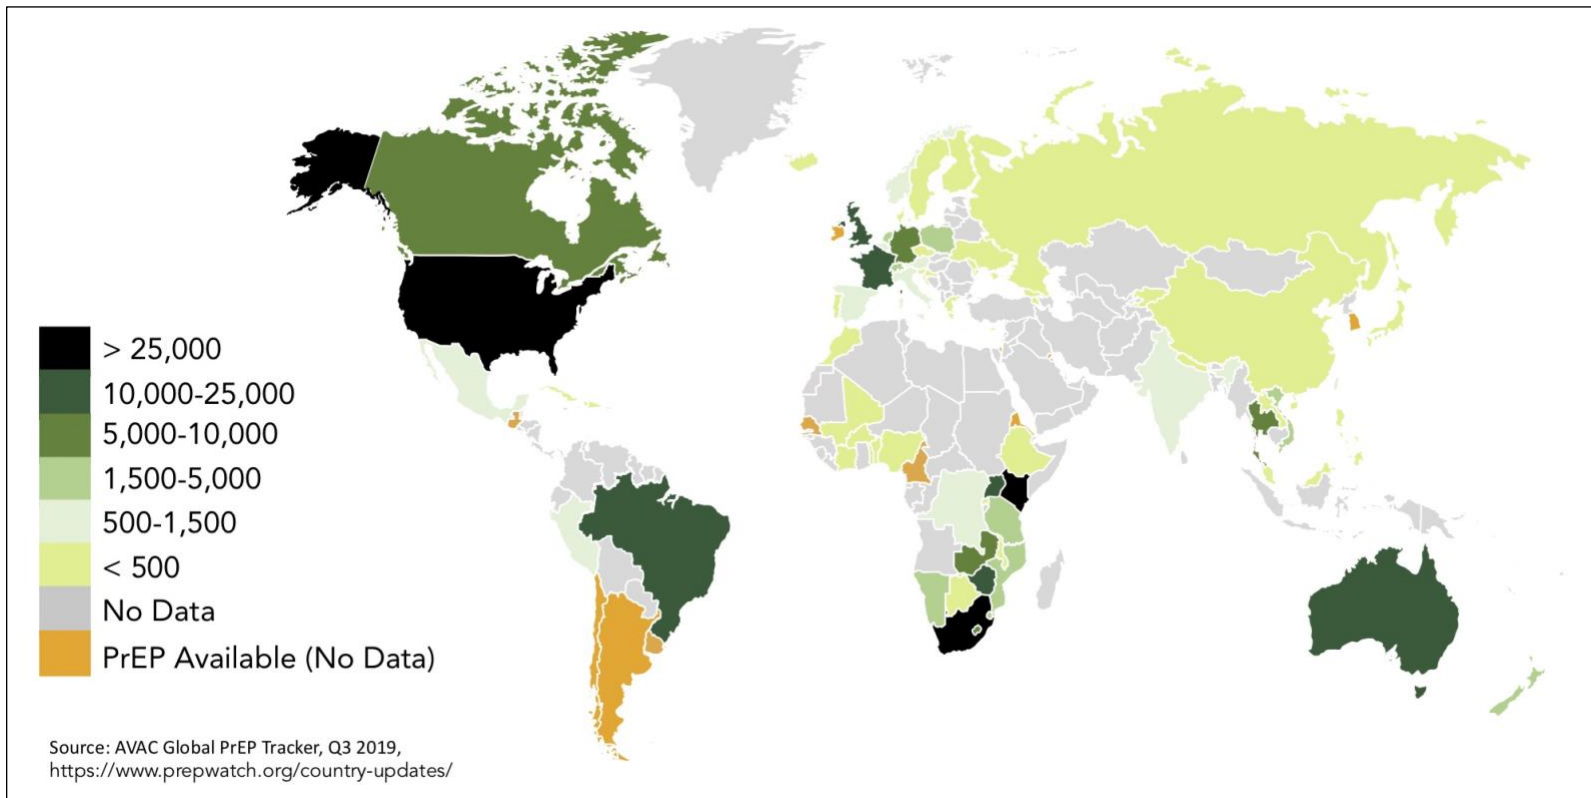 > 25,000
10,000-25,000
5,000-10,000
1,500-5,000
500-1,500
< 500
No Data
PrEP Available (No Data)
Source: AVAC Global PrEP Tracker, Q3 2019,
https://www.prepwatch.org/country-updates/